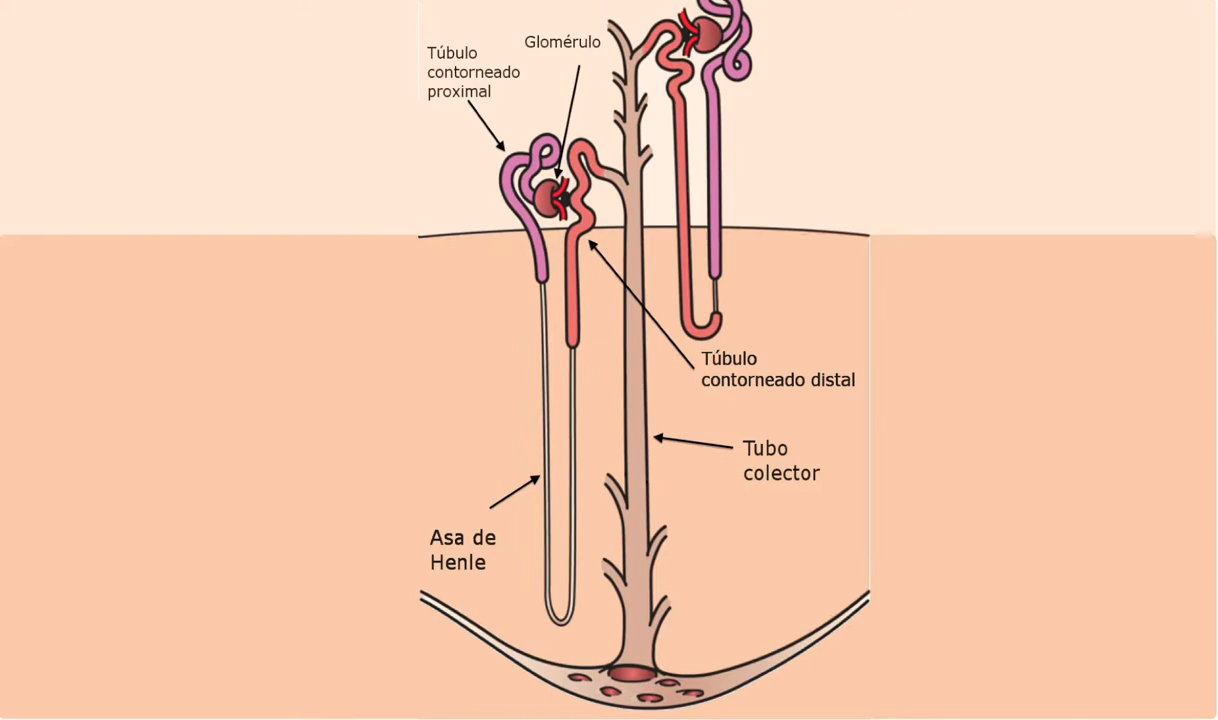 Glomérulo
Túbulo
contorneado
proximal
Túbulo
contorneado distal
Tubo
colector
Asa de
Henle